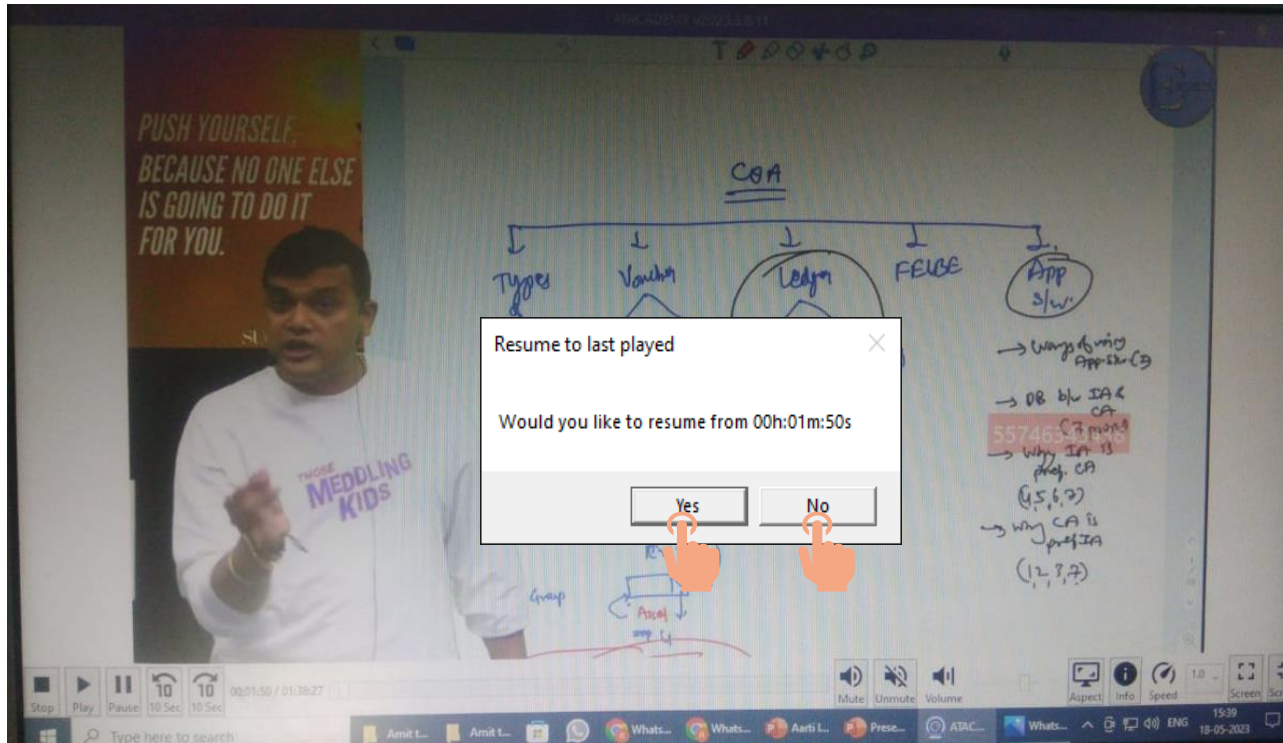 PUSH YOURSELF,
BECAUSE NO ONE ELSE
IS GOING TO DO IT
FOR YOU.
THOSE
MEDDLING
KIDS
T
COA
Types
Voucher
Ledger
FELBE
App
s/w.
→ Ways of using
App. S/w (3)
→ DB b/w IA &
CA
(7 points
→ Why IA is
pref. CA
(4,5,6,7)
→ why CA is
pref IA
(1,2,3,7)
Group
Resume to last played
Would you like to resume from 00h:01m:50s
Yes
No
Stop
Play
Pause
10
10 Sec
10
10 Sec
00:01:50 / 01:38:27
Mute
Unmute
Volume
Aspect
Info
Speed
1.0
Screen
Type here to search
Amit t...
Amit t...
Whats...
Whats...
Aarti L...
Prese...
ATAC...
Whats...
ENG
15:39
18-05-2023